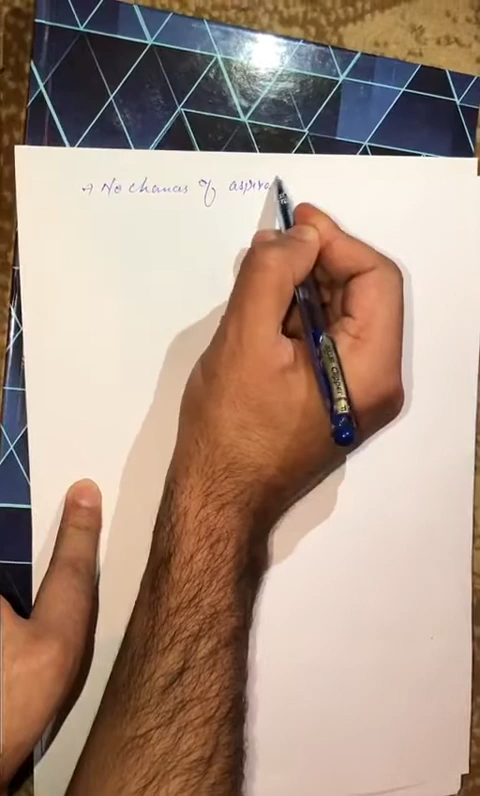 → No chances of aspira